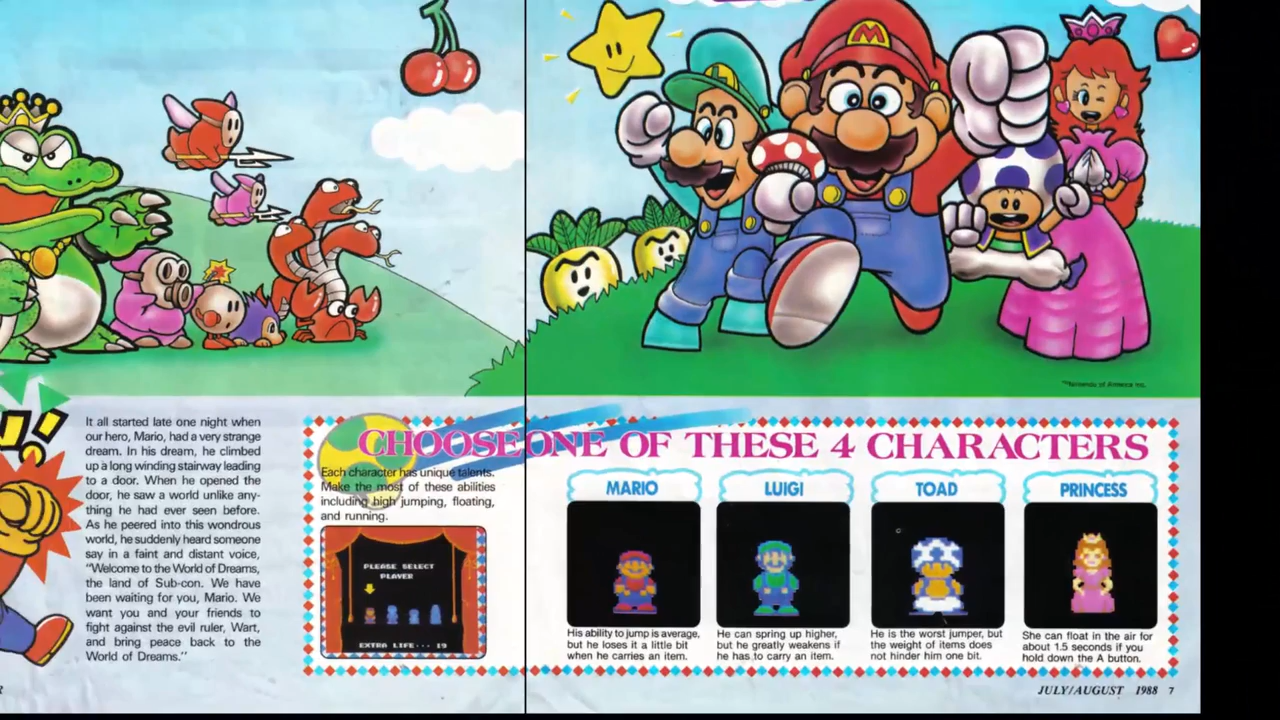 M
L
™Nintendo of America Inc.
It all started late one night when
our hero, Mario, had a very strange
dream. In his dream, he climbed
up a long winding stairway leading
to a door. When he opened the
door, he saw a world unlike any-
thing he had ever seen before.
As he peered into this wondrous
world, he suddenly heard someone
say in a faint and distant voice,
“Welcome to the World of Dreams,
the land of Sub-con. We have
been waiting for you, Mario. We
want you and your friends to
fight against the evil ruler, Wart,
and bring peace back to the
World of Dreams.”
CHOOSE ONE OF THESE 4 CHARACTERS
Each character has unique talents.
Make the most of these abilities
including high jumping, floating,
and running.
PLEASE SELECT
PLAYER
EXTRA LIFE··· 19
MARIO
His ability to jump is average,
but he loses it a little bit
when he carries an item.
LUIGI
He can spring up higher,
but he greatly weakens if
he has to carry an item.
TOAD
He is the worst jumper, but
the weight of items does
not hinder him one bit.
PRINCESS
She can float in the air for
about 1.5 seconds if you
hold down the A button.
JULY/AUGUST 1988 7